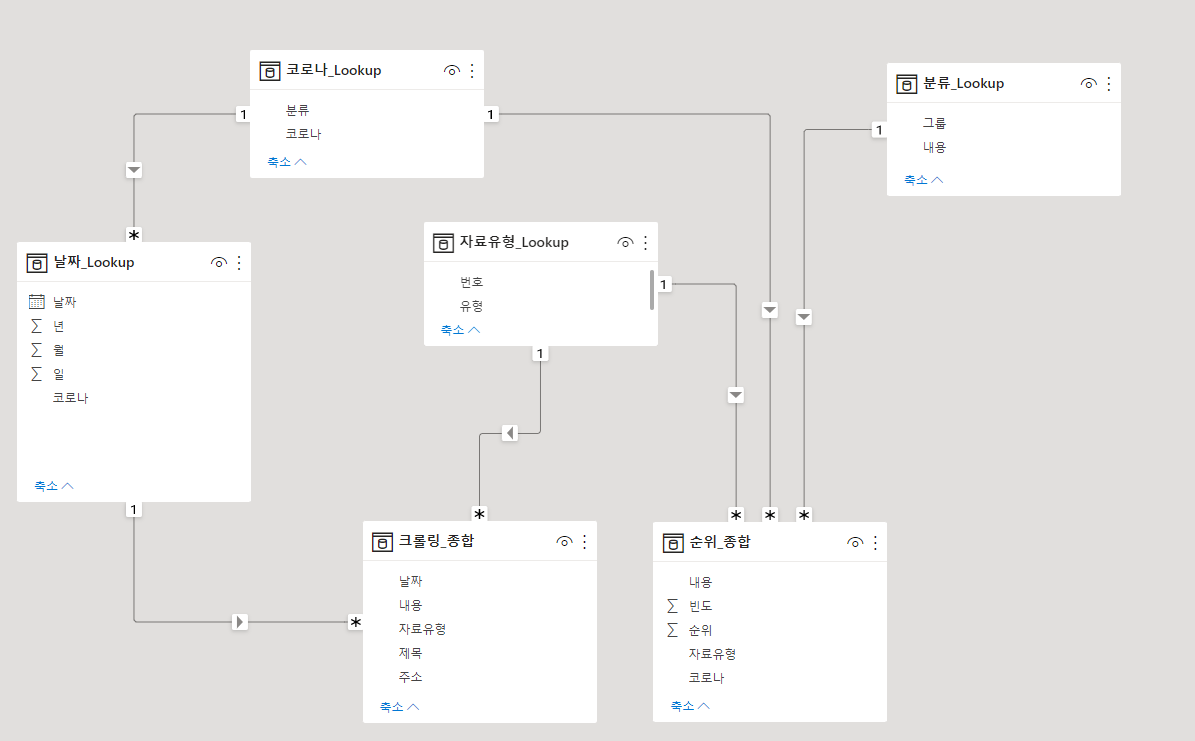 코로나_Lookup
분류
코로나
축소
1
1
*
분류_Lookup
그룹
내용
축소
1
자료유형_Lookup
번호
유형
축소
1
1
날짜_Lookup
날짜
년
월
일
코로나
축소
1
*
*
크롤링_종합
날짜
내용
자료유형
제목
주소
축소
*
*
*
순위_종합
내용
빈도
순위
자료유형
코로나
축소